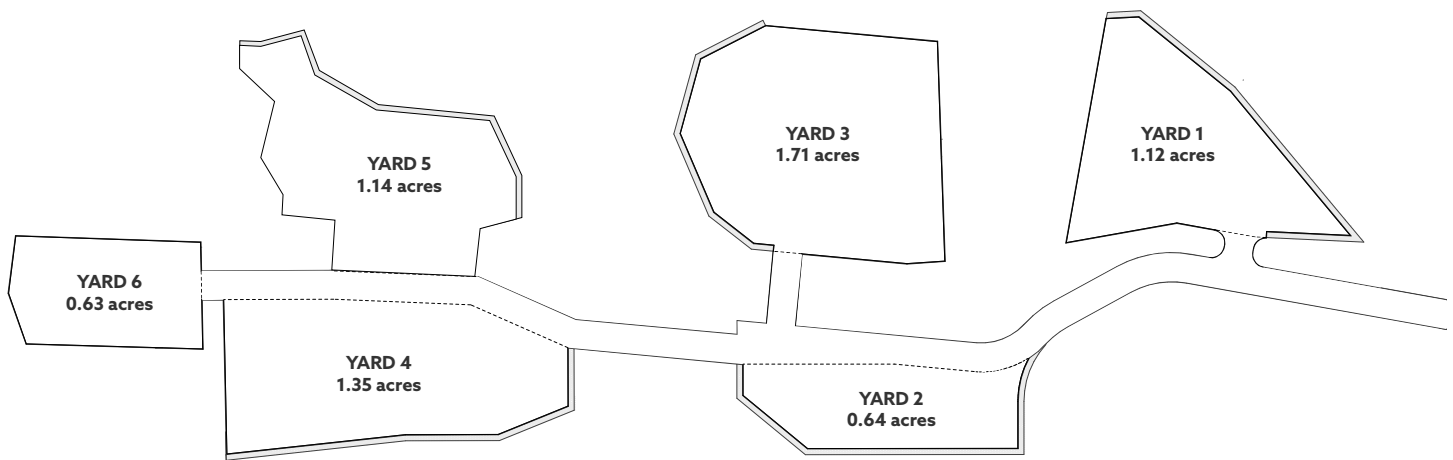 YARD 3
1.71 acres
YARD 1
1.12 acres
YARD 5
1.14 acres
YARD 6
0.63 acres
YARD 4
1.35 acres
YARD 2
0.64 acres